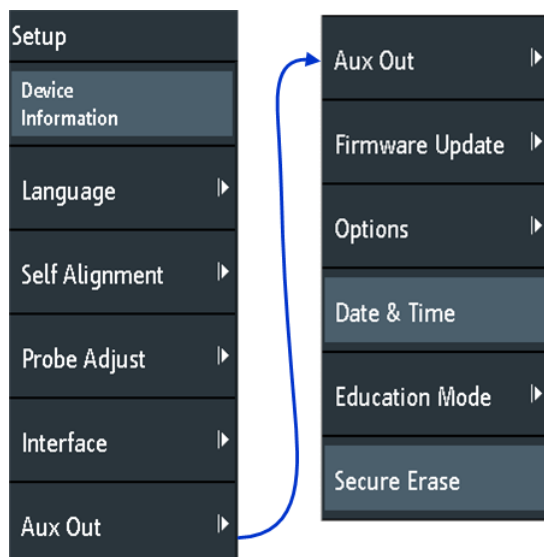 Setup
Device
Information
Language
Self Alignment
Probe Adjust
Interface
Aux Out
Aux Out
Firmware Update
Options
Date & Time
Education Mode
Secure Erase